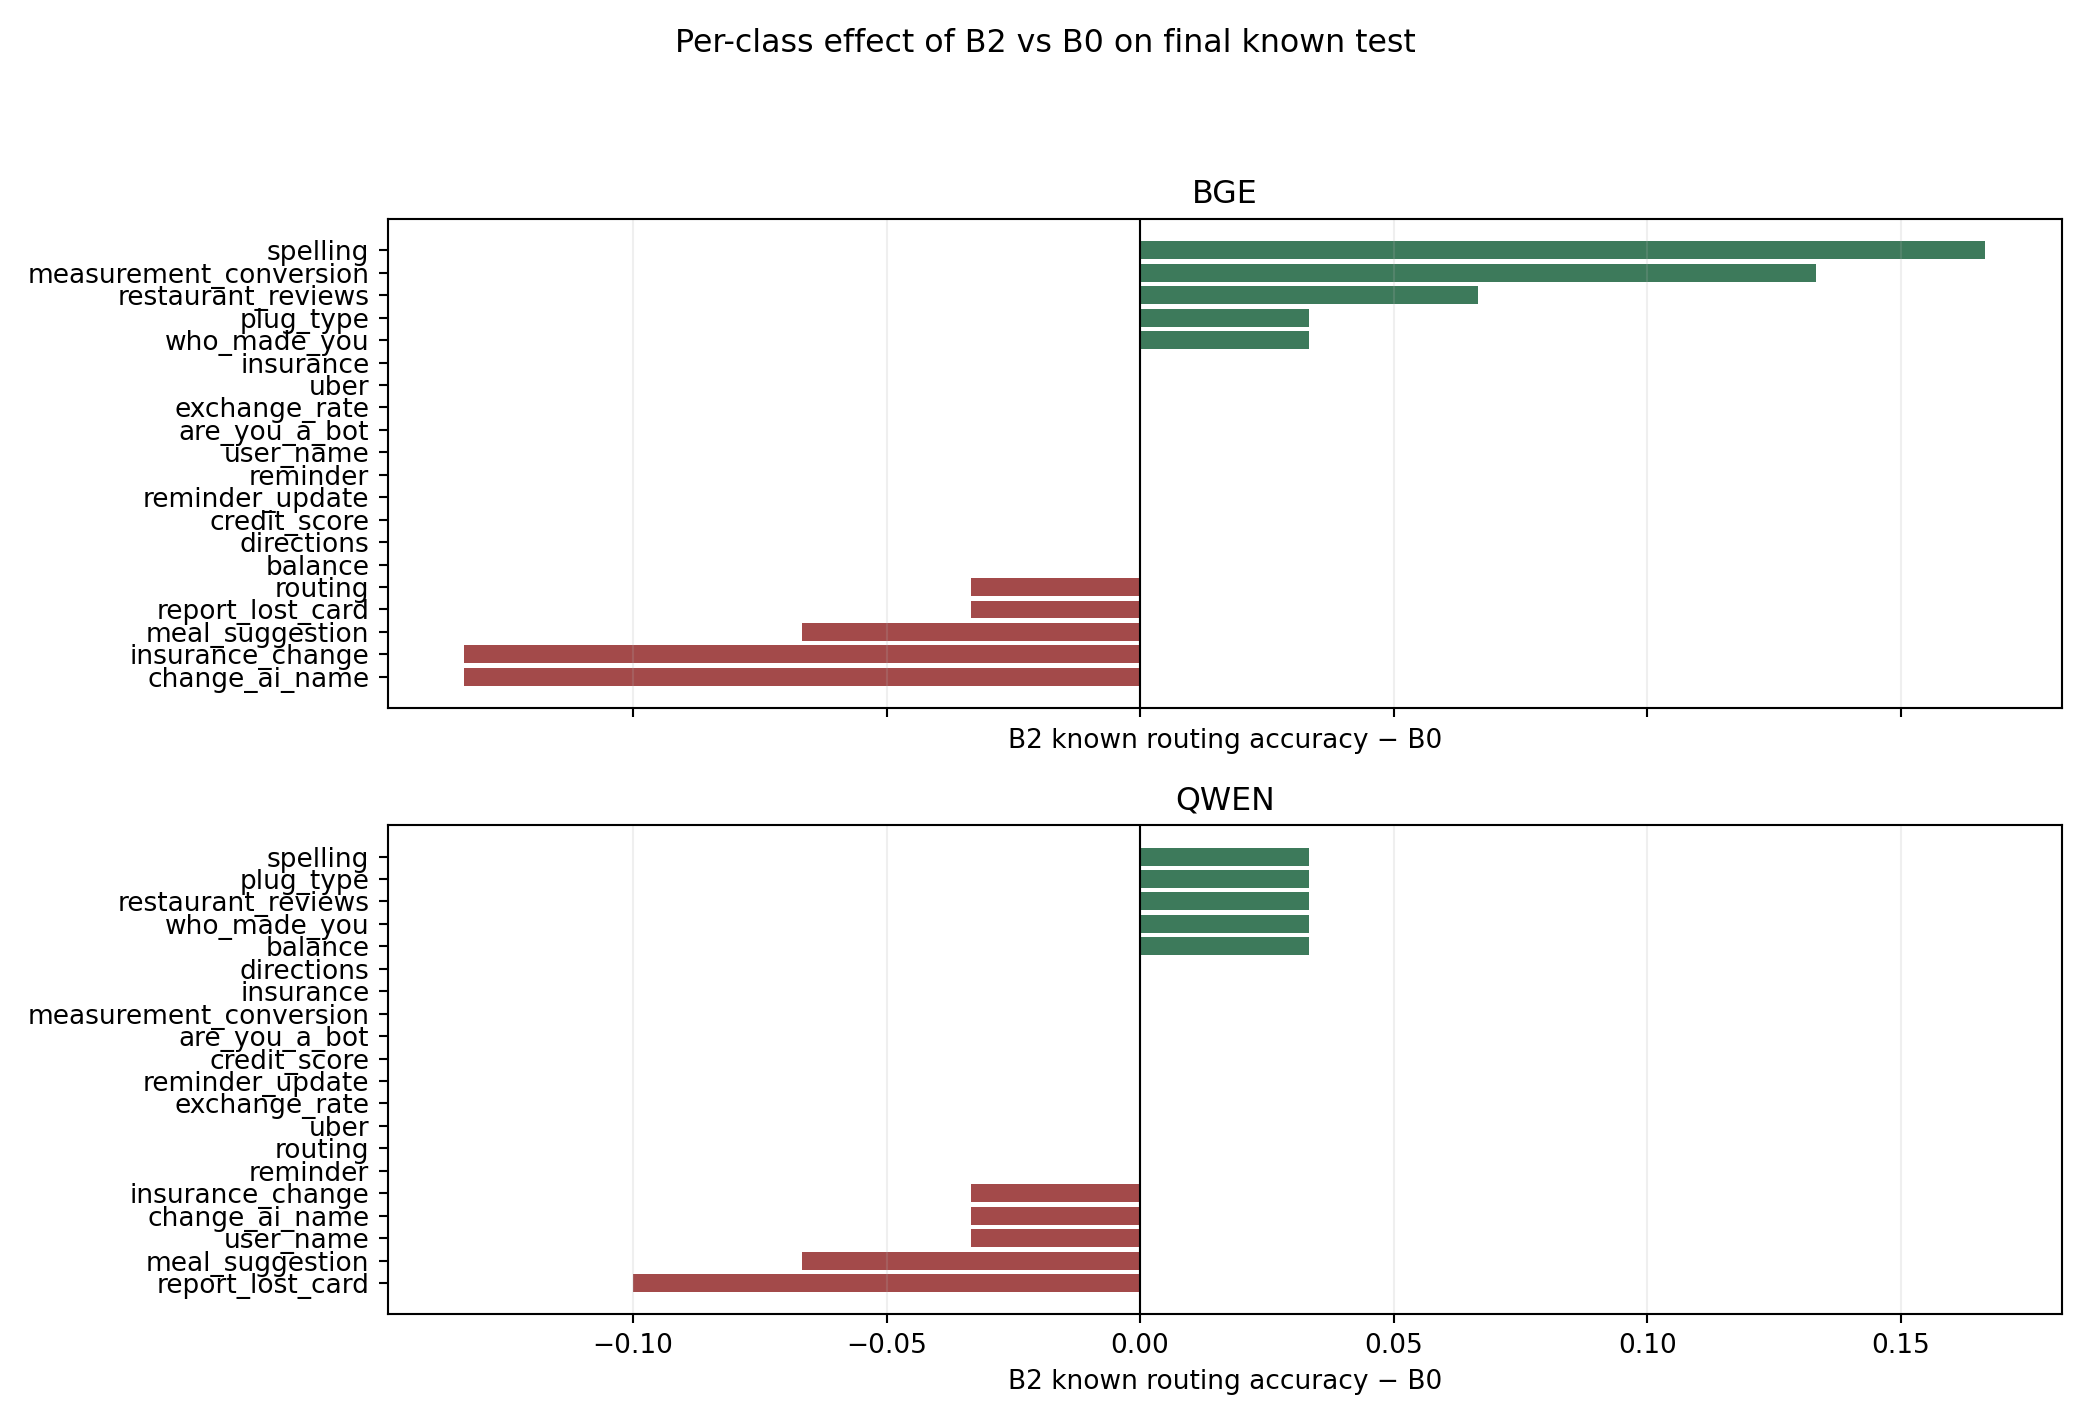 Per-class effect of B2 vs B0 on final known test
BGE
spelling
measurement_conversion
restaurant_reviews
plug_type
who_made_you
insurance
uber
exchange_rate
are_you_a_bot
user_name
reminder
reminder_update
credit_score
directions
balance
routing
report_lost_card
meal_suggestion
insurance_change
change_ai_name
B2 known routing accuracy − B0
QWEN
spelling
plug_type
restaurant_reviews
who_made_you
balance
directions
insurance
measurement_conversion
are_you_a_bot
credit_score
reminder_update
exchange_rate
uber
routing
reminder
insurance_change
change_ai_name
user_name
meal_suggestion
report_lost_card
−0.10 −0.05 0.00 0.05 0.10 0.15
B2 known routing accuracy − B0